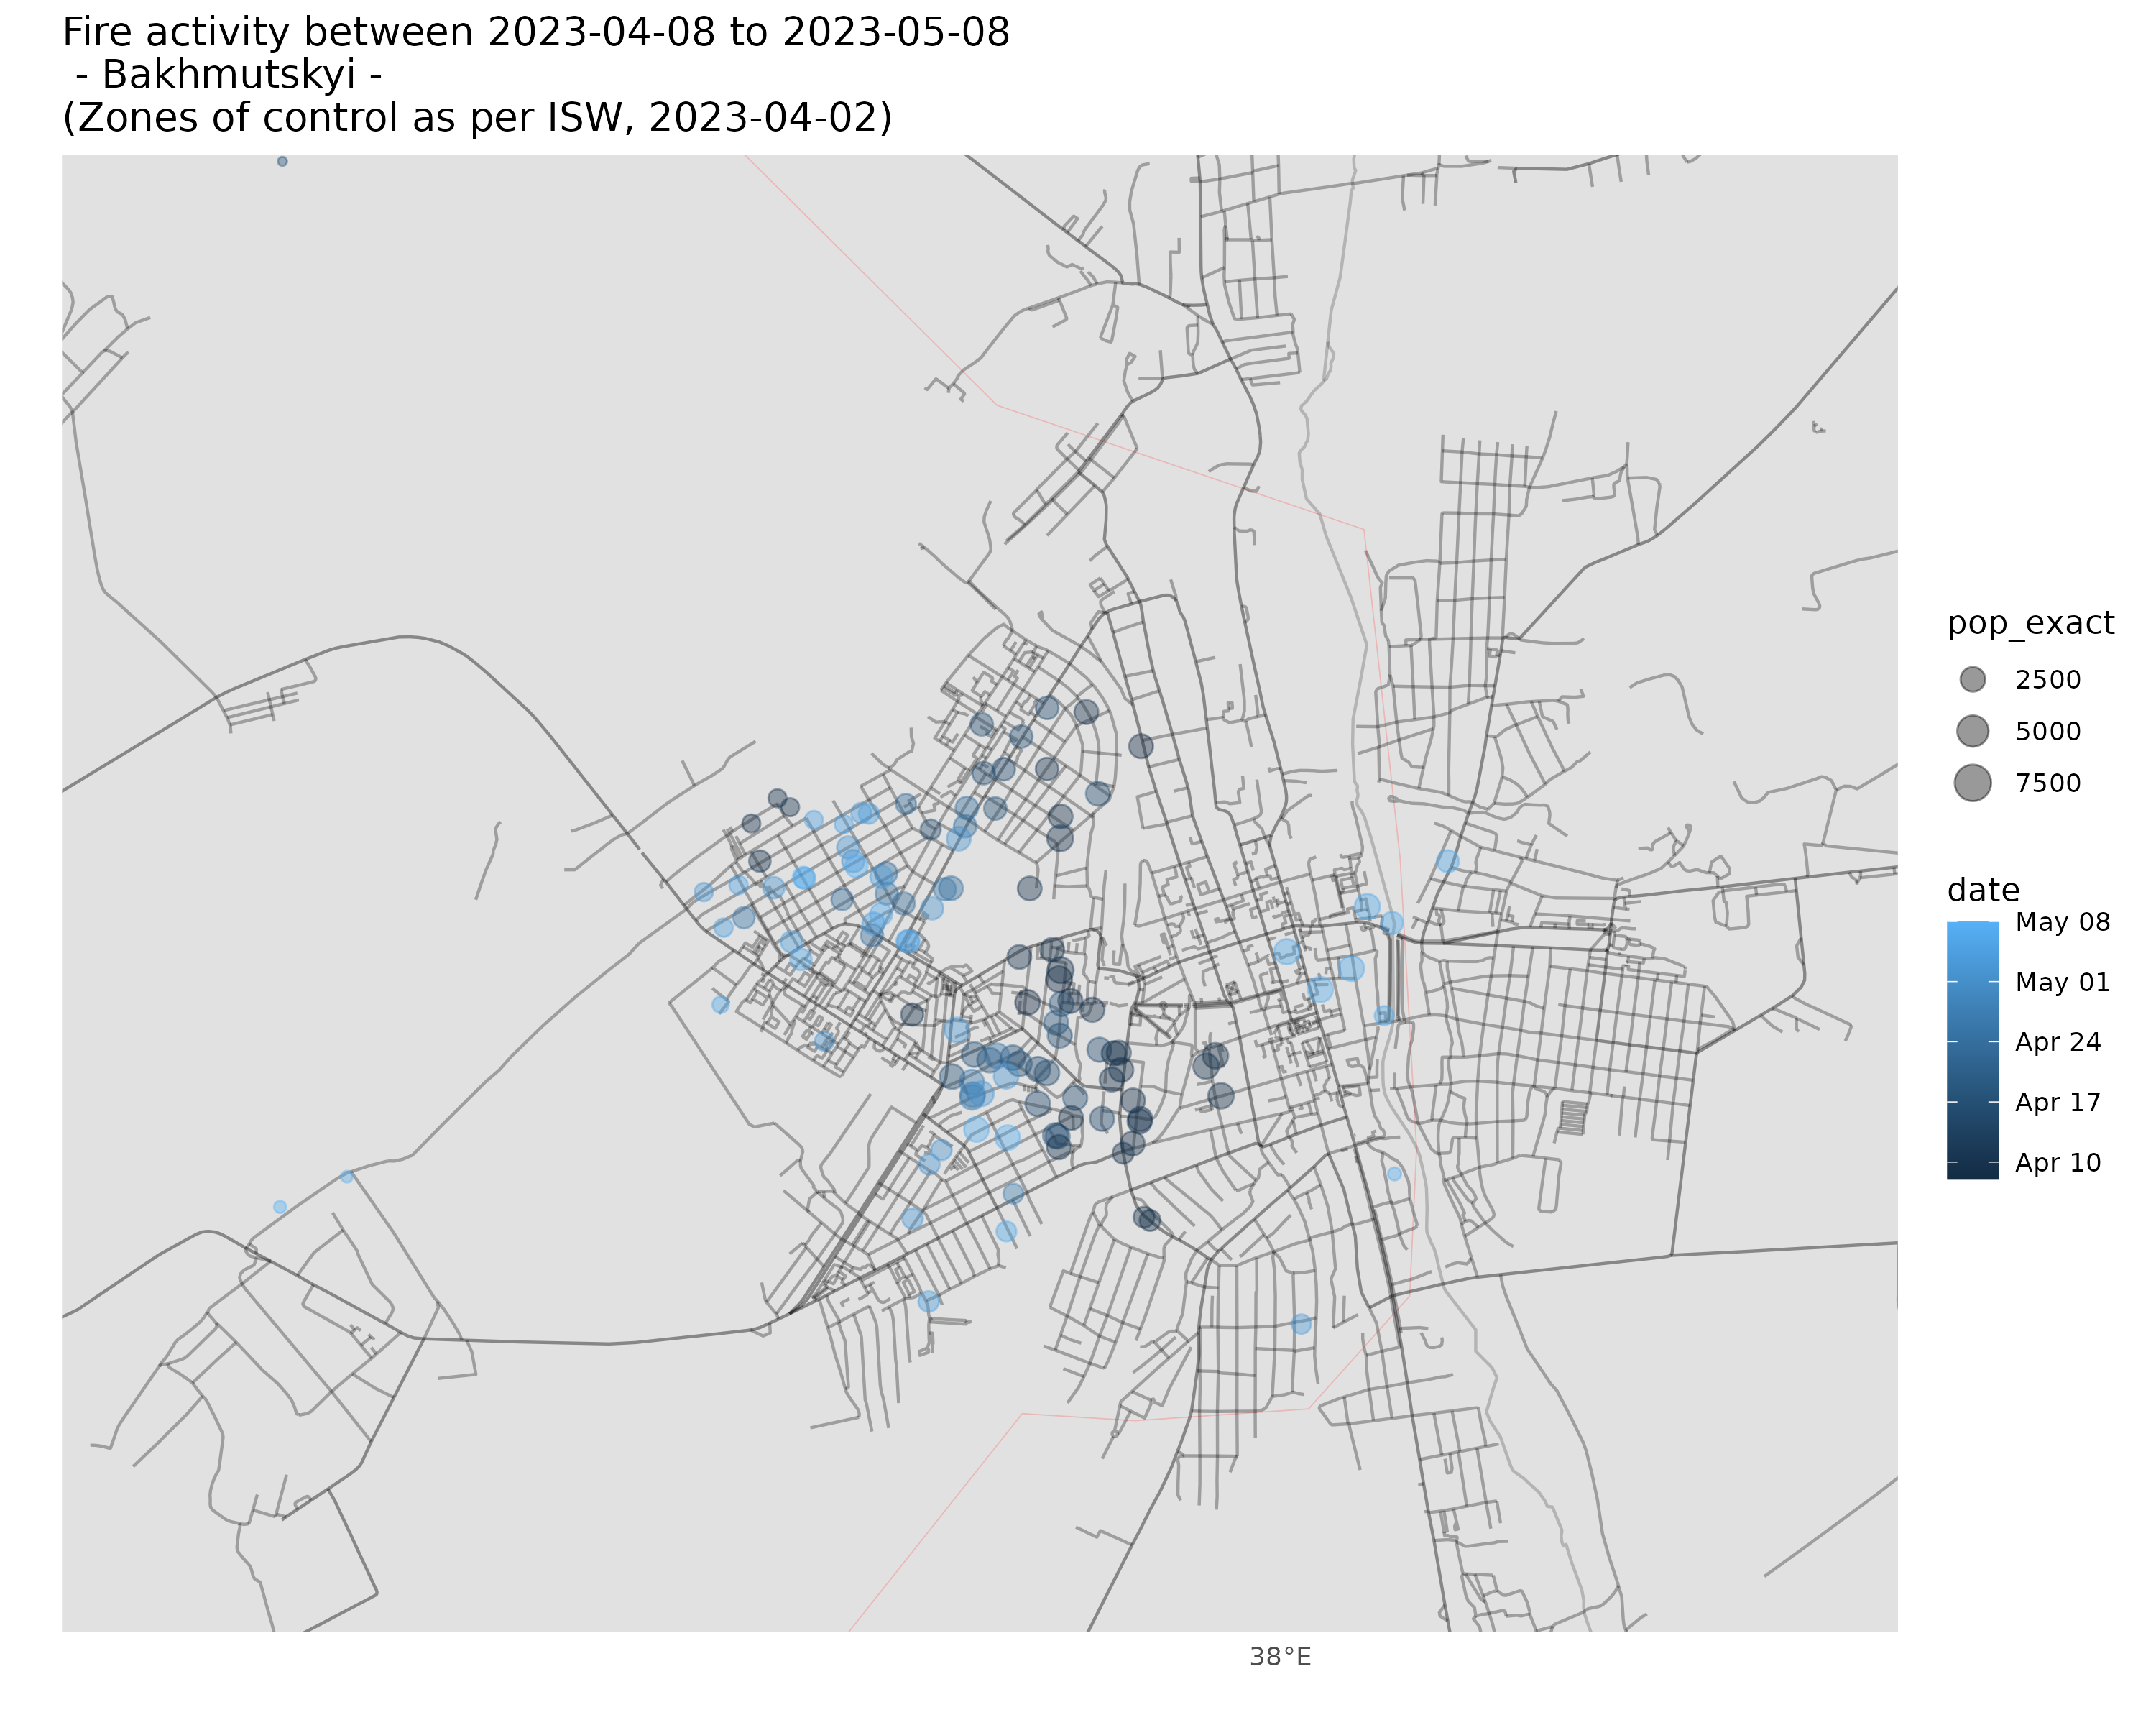 Fire activity between 2023-04-08 to 2023-05-08
- Bakhmutskyi -
(Zones of control as per ISW, 2023-04-02)
pop_exact
2500
5000
7500
date
May 08
May 01
Apr 24
Apr 17
Apr 10
38°E